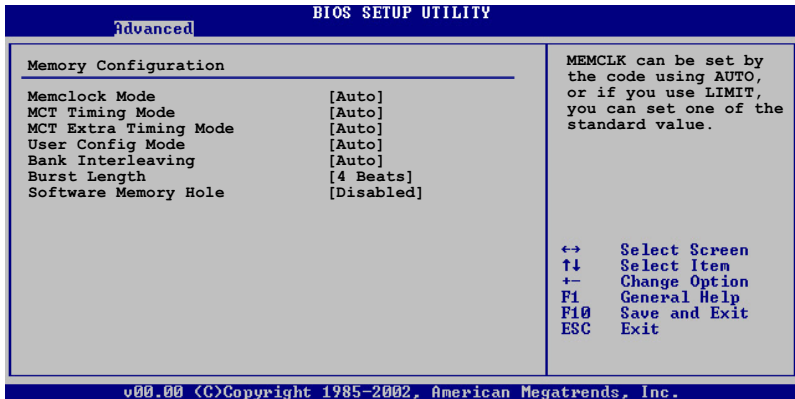 BIOS SETUP UTILITY
Advanced
Memory Configuration
Memclock Mode [Auto]
MCT Timing Mode [Auto]
MCT Extra Timing Mode [Auto]
User Config Mode [Auto]
Bank Interleaving [Auto]
Burst Length [4 Beats]
Software Memory Hole [Disabled]
MEMCLK can be set by
the code using AUTO,
or if you use LIMIT,
you can set one of the
standard value.
←→ Select Screen
↑↓ Select Item
+- Change Option
F1 General Help
F10 Save and Exit
ESC Exit
v00.00 (C)Copyright 1985-2002, American Megatrends, Inc.